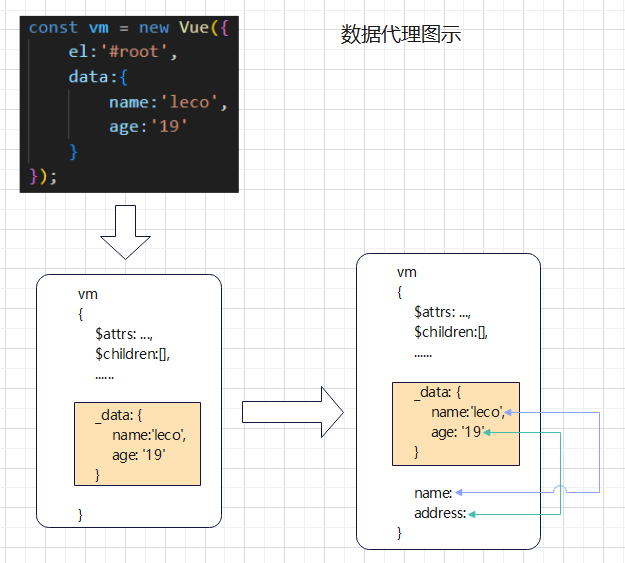 数据代理图示
const vm = new Vue({
el:'#root',
data:{
name:'leco',
age:'19'
}
});
vm
{
$attrs: ...,
$children:[],
......
_data: {
name:'leco',
age: '19'
}
}
vm
{
$attrs: ...,
$children:[],
......
_data: {
name:'leco',
age: '19'
}
name:
address:
}